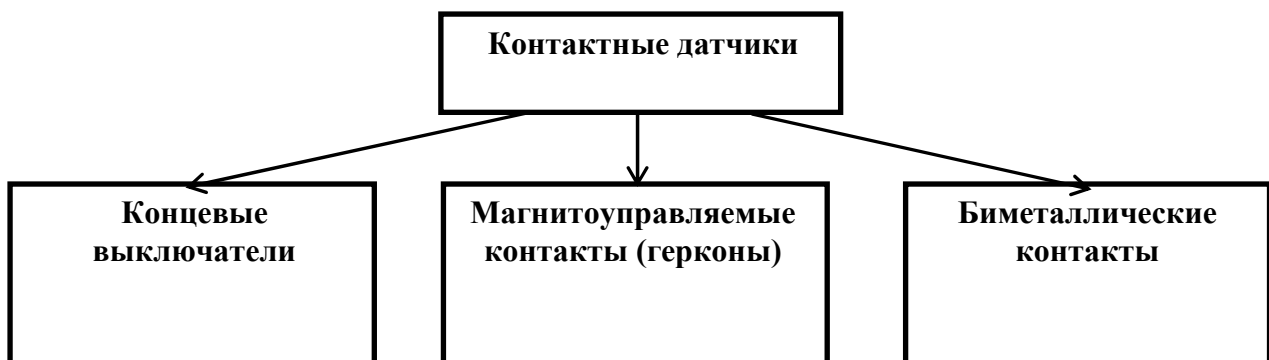 Контактные датчики
Концевые
выключатели
Магнитоуправляемые
контакты (герконы)
Биметаллические
контакты